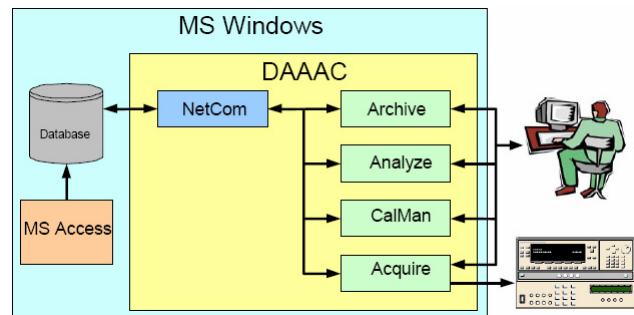 MS Windows
DAAAC
Database
NetCom
Archive
Analyze
CalMan
MS Access
Acquire